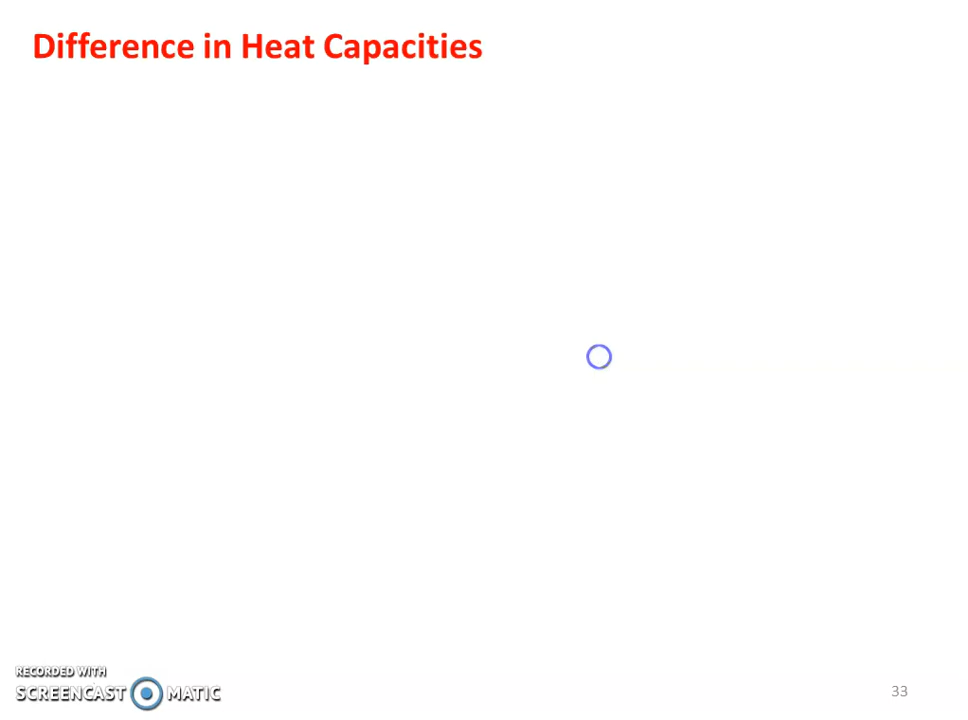 Difference in Heat Capacities
RECORDED WITH
SCREENCAST MATIC
33